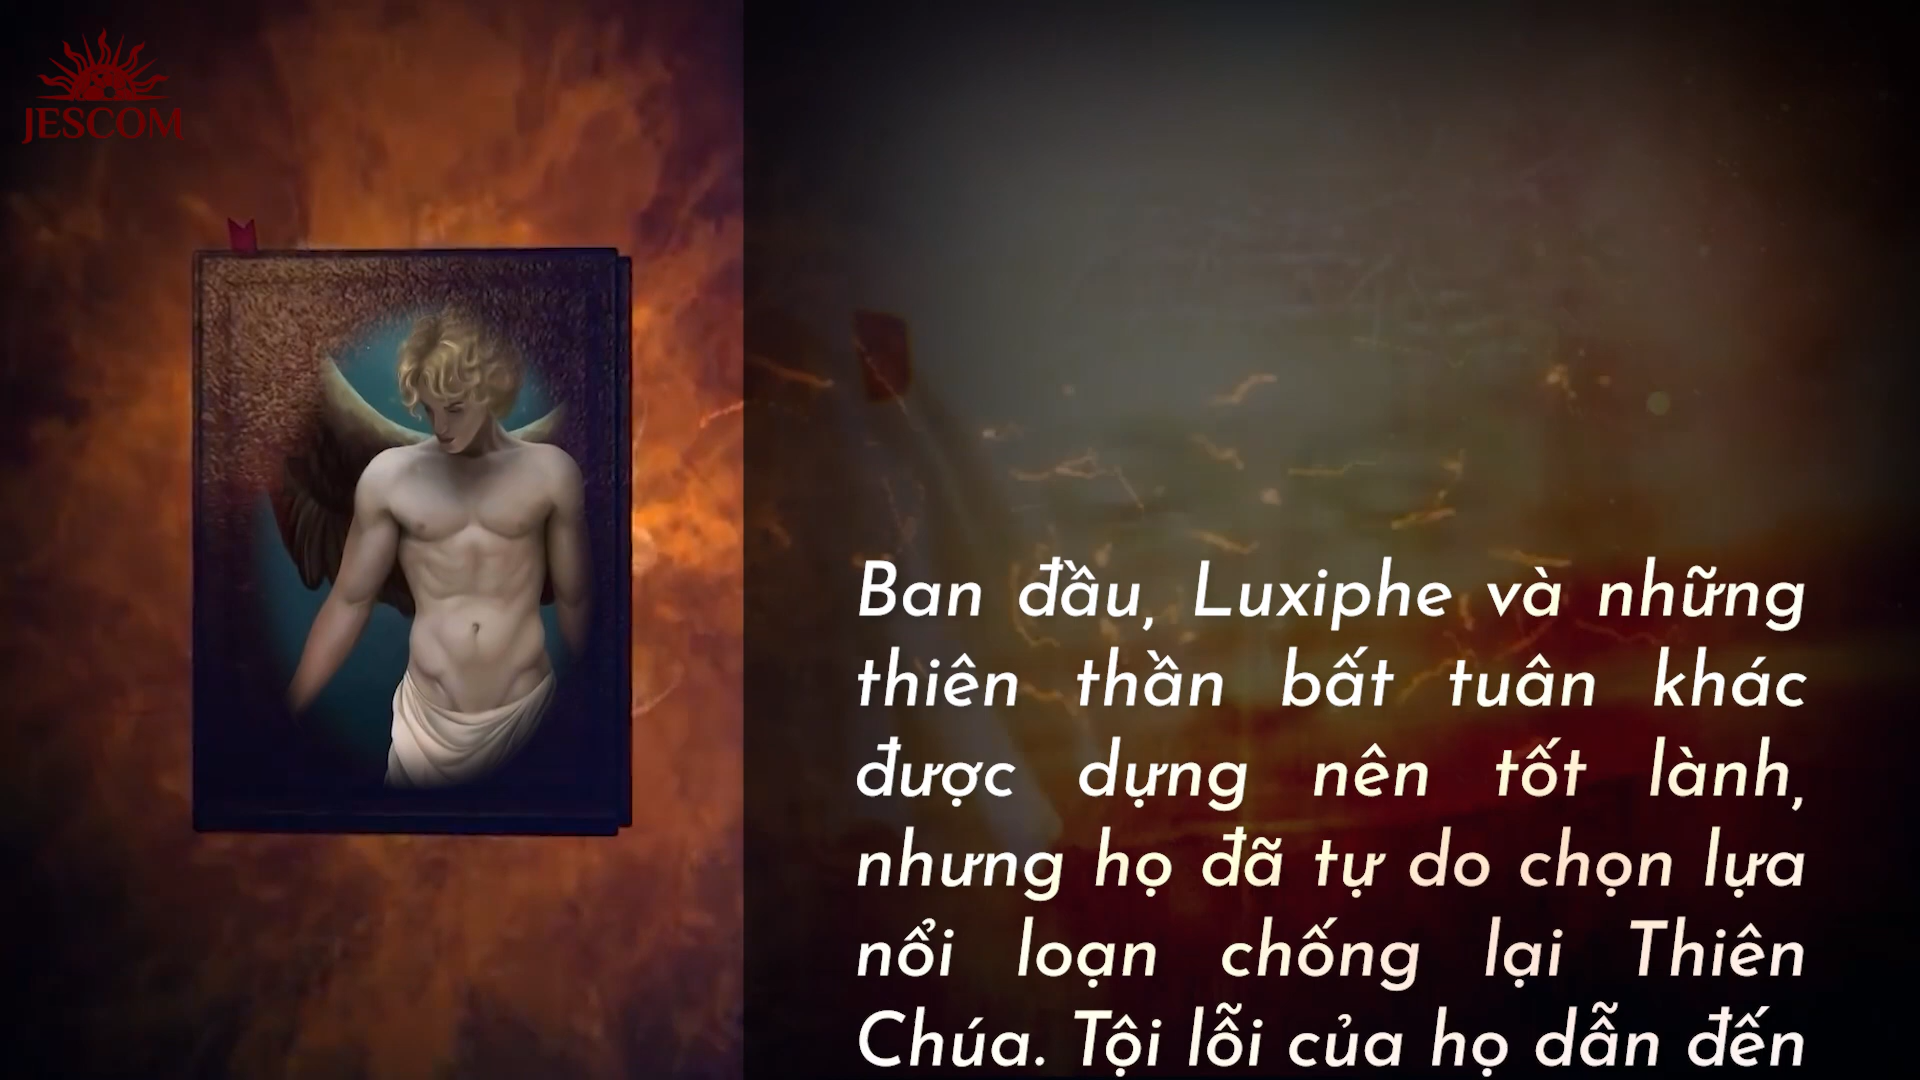 JESCOM
Ban đầu, Luxiphe và những
thiên thần bất tuân khác
được dựng nên tốt lành,
nhưng họ đã tự do chọn lựa
nổi loạn chống lại Thiên
Chúa. Tội lỗi của họ dẫn đến